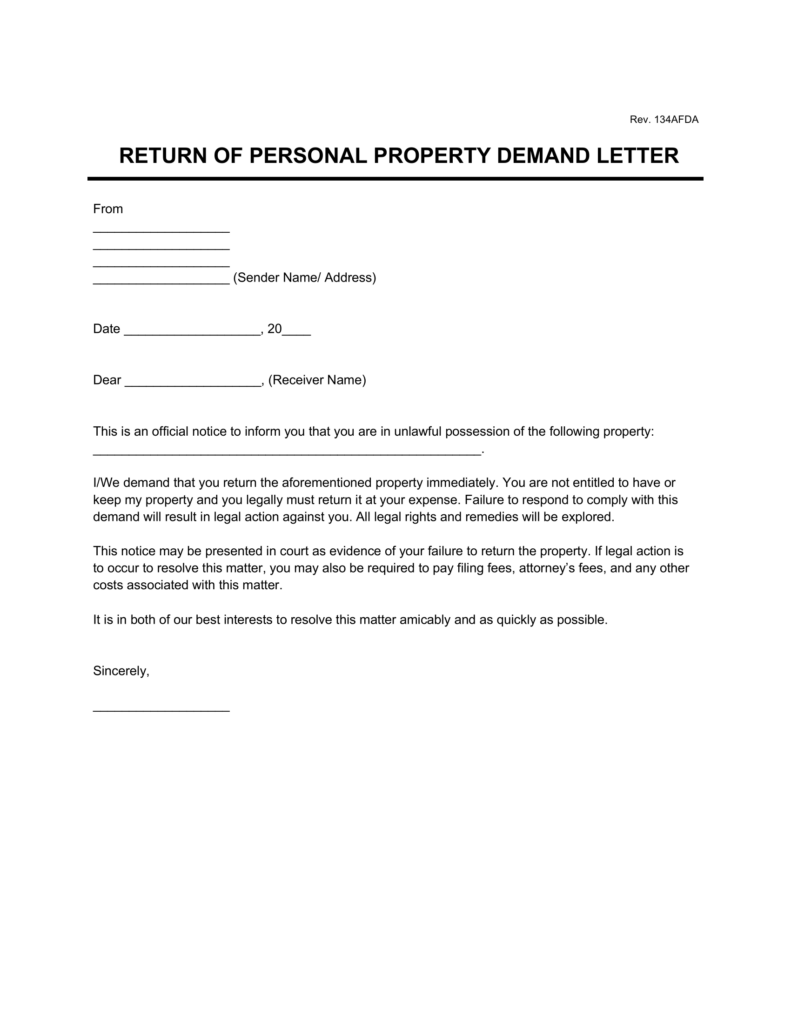 Rev. 134AFDA
RETURN OF PERSONAL PROPERTY DEMAND LETTER
From
___________________
___________________
___________________
___________________ (Sender Name/ Address)
Date ___________________, 20____
Dear ___________________, (Receiver Name)
This is an official notice to inform you that you are in unlawful possession of the following property:
______________________________________________________.
I/We demand that you return the aforementioned property immediately. You are not entitled to have or
keep my property and you legally must return it at your expense. Failure to respond to comply with this
demand will result in legal action against you. All legal rights and remedies will be explored.
This notice may be presented in court as evidence of your failure to return the property. If legal action is
to occur to resolve this matter, you may also be required to pay filing fees, attorney’s fees, and any other
costs associated with this matter.
It is in both of our best interests to resolve this matter amicably and as quickly as possible.
Sincerely,
___________________